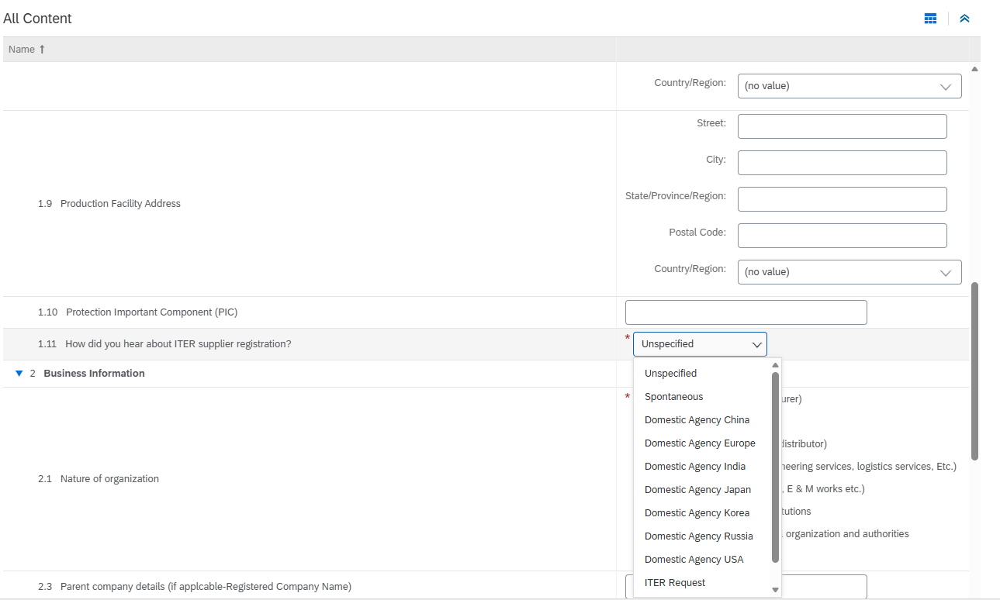 All Content
Name ↑
Country/Region: (no value)
Street:
City:
1.9 Production Facility Address
State/Province/Region:
Postal Code:
Country/Region: (no value)
1.10 Protection Important Component (PIC)
1.11 How did you hear about ITER supplier registration? * Unspecified
2 Business Information
Unspecified
Spontaneous
Domestic Agency China
Domestic Agency Europe
Domestic Agency India
Domestic Agency Japan
Domestic Agency Korea
Domestic Agency Russia
Domestic Agency USA
ITER Request
2.1 Nature of organization *
urer)
distributor)
neering services, logistics services, Etc.)
, E & M works etc.)
tutions
organization and authorities
2.3 Parent company details (if applcable-Registered Company Name)